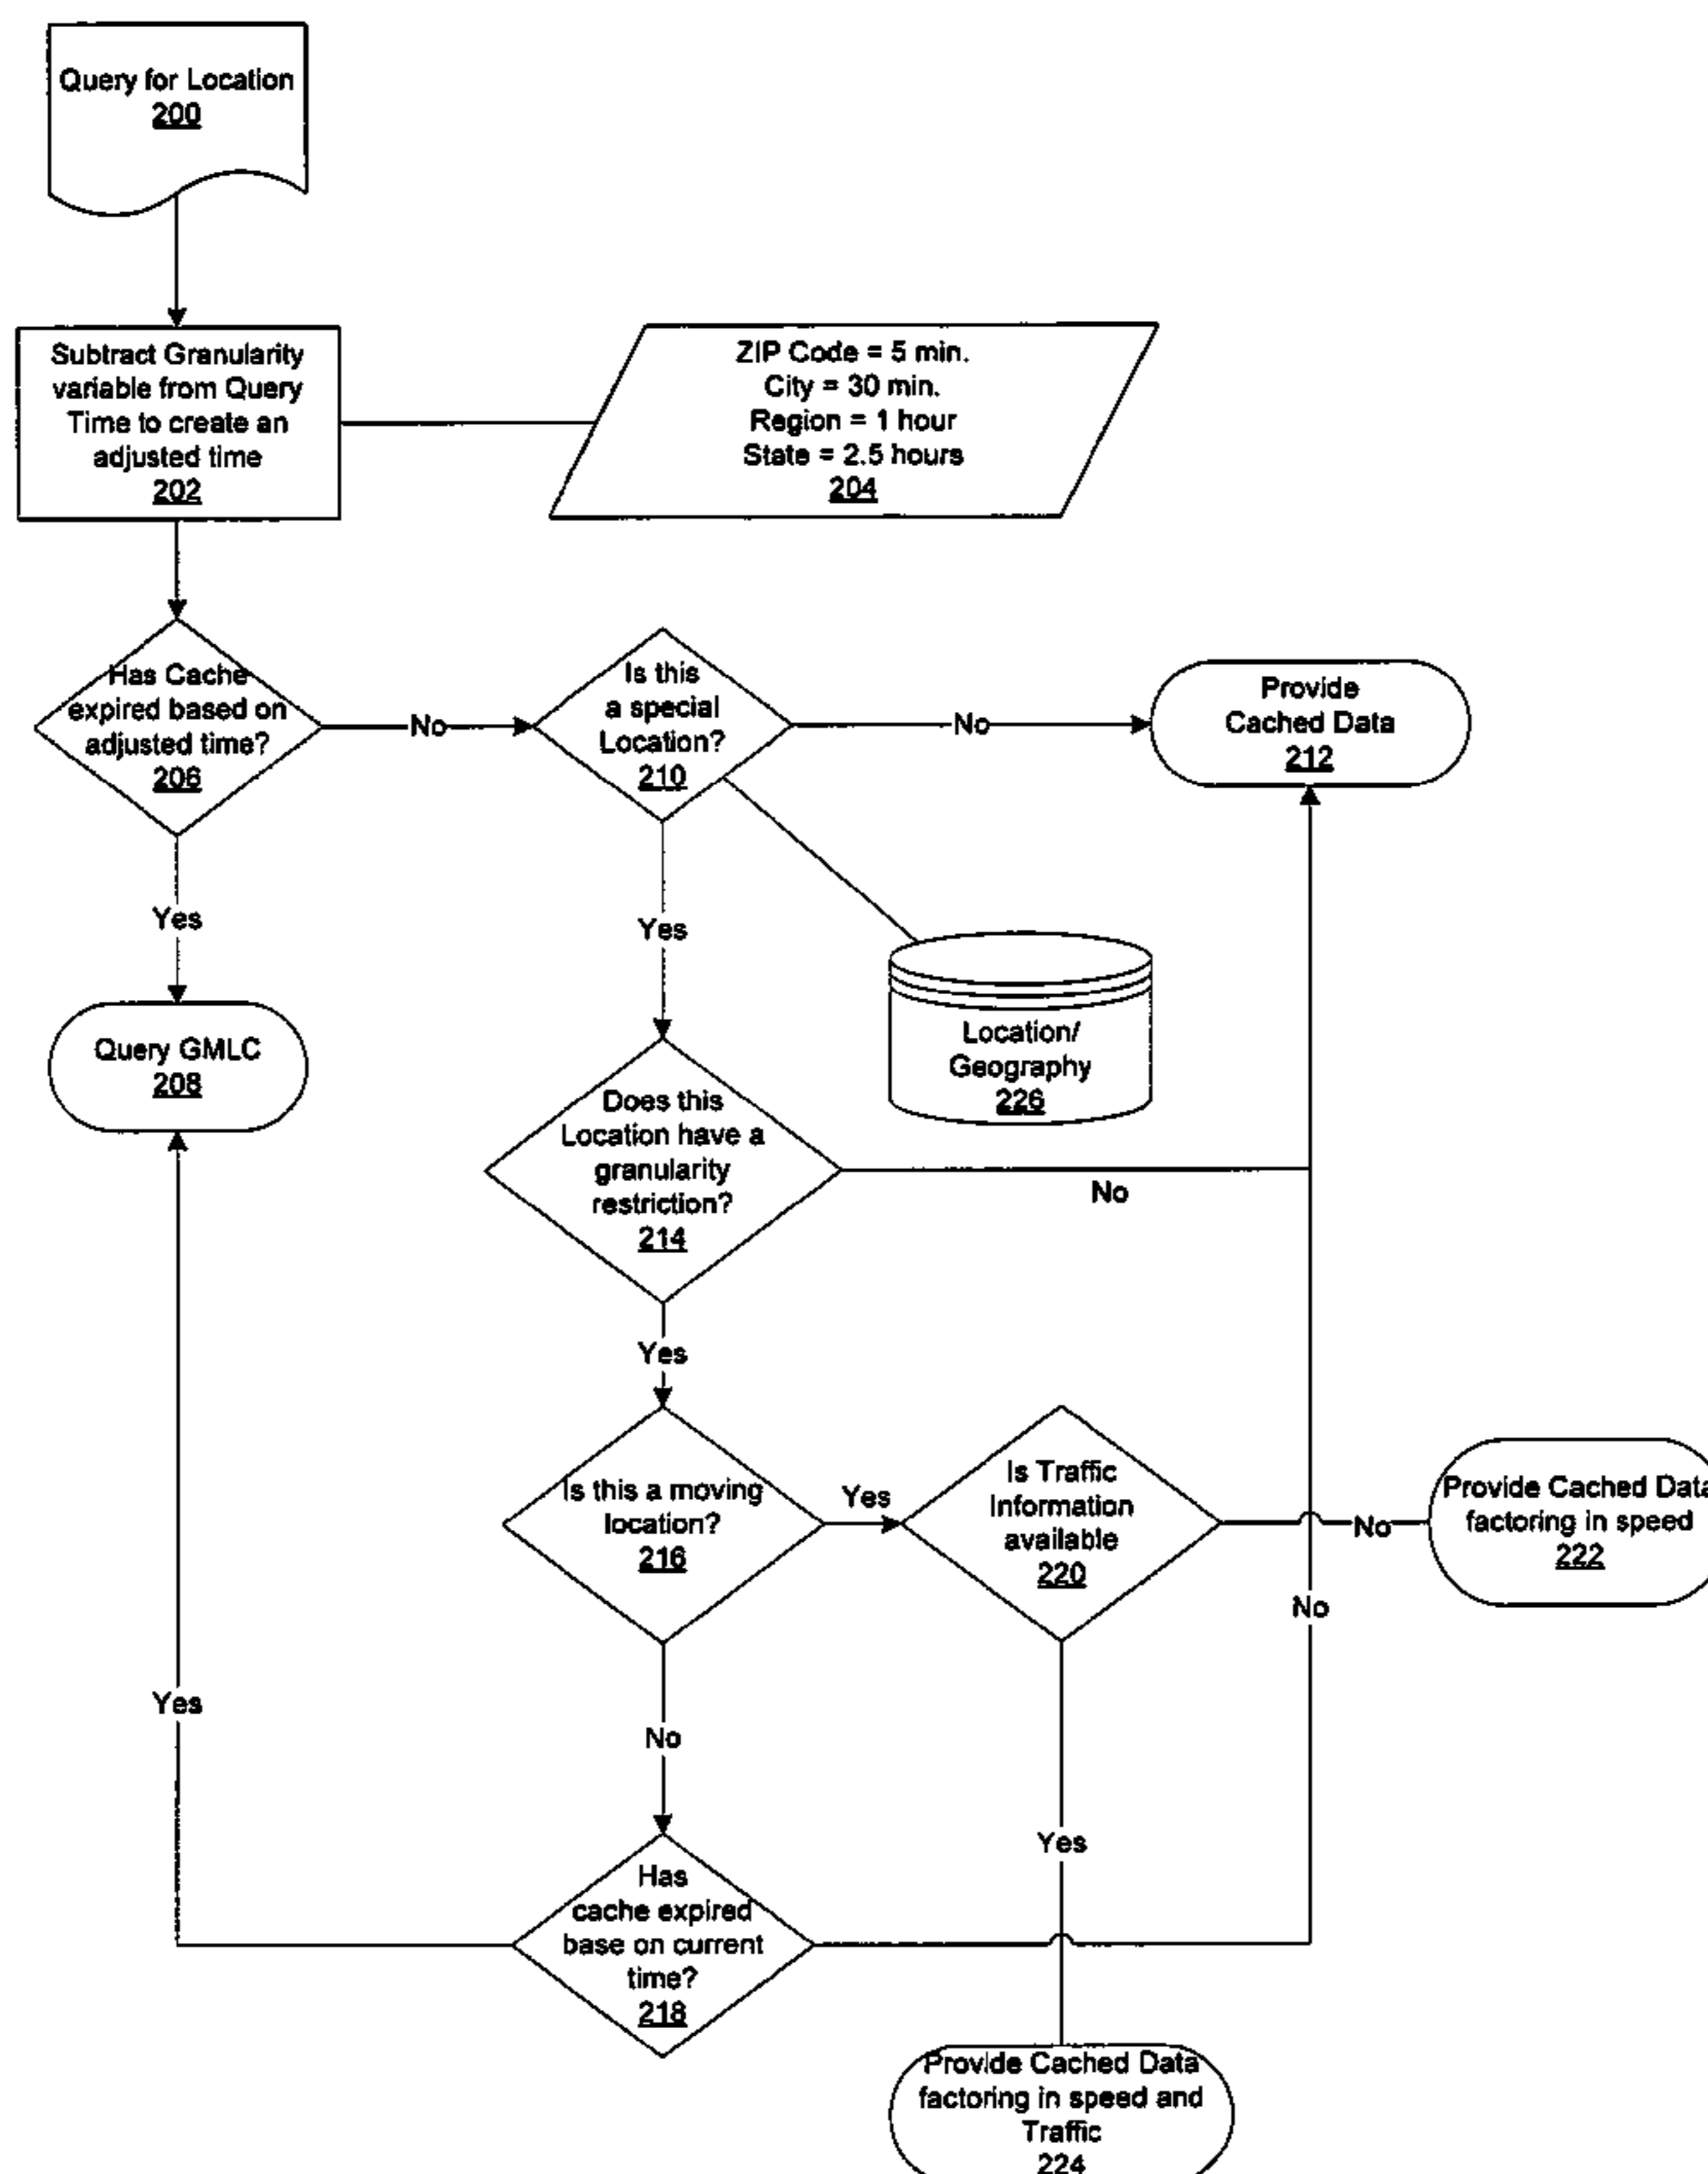 Query for Location
200
Subtract Granularity
variable from Query
Time to create an
adjusted time
202
ZIP Code = 5 min.
City = 30 min.
Region = 1 hour
State = 2.5 hours
204
Has Cache
expired based on
adjusted time?
206
No
Is this
a special
Location?
210
No
Provide
Cached Data
212
Yes
Yes
Query GMLC
208
Location/
Geography
226
Does this
Location have a
granularity
restriction?
214
No
Yes
Is this a moving
location?
216
Yes
Is Traffic
Information
available
220
No
Provide Cached Data
factoring in speed
222
No
Yes
No
Yes
Has
cache expired
base on current
time?
218
Provide Cached Data
factoring in speed and
Traffic
224